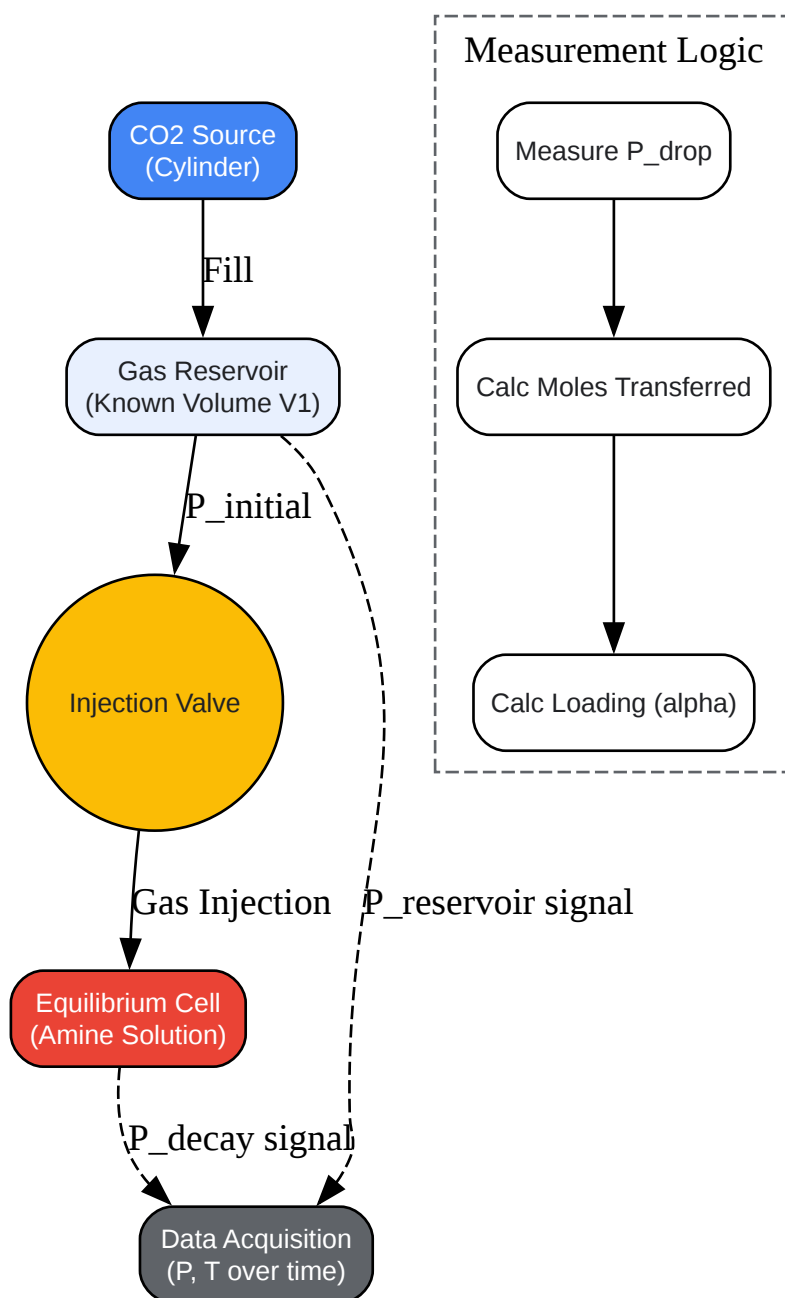 Measurement Logic
CO2 Source
(Cylinder)
Measure P_drop
Fill
Gas Reservoir
(Known Volume V1)
Calc Moles Transferred
P_initial
Injection Valve
Calc Loading (alpha)
Gas Injection
P_reservoir signal
Equilibrium Cell
(Amine Solution)
P_decay signal
Data Acquisition
(P, T over time)